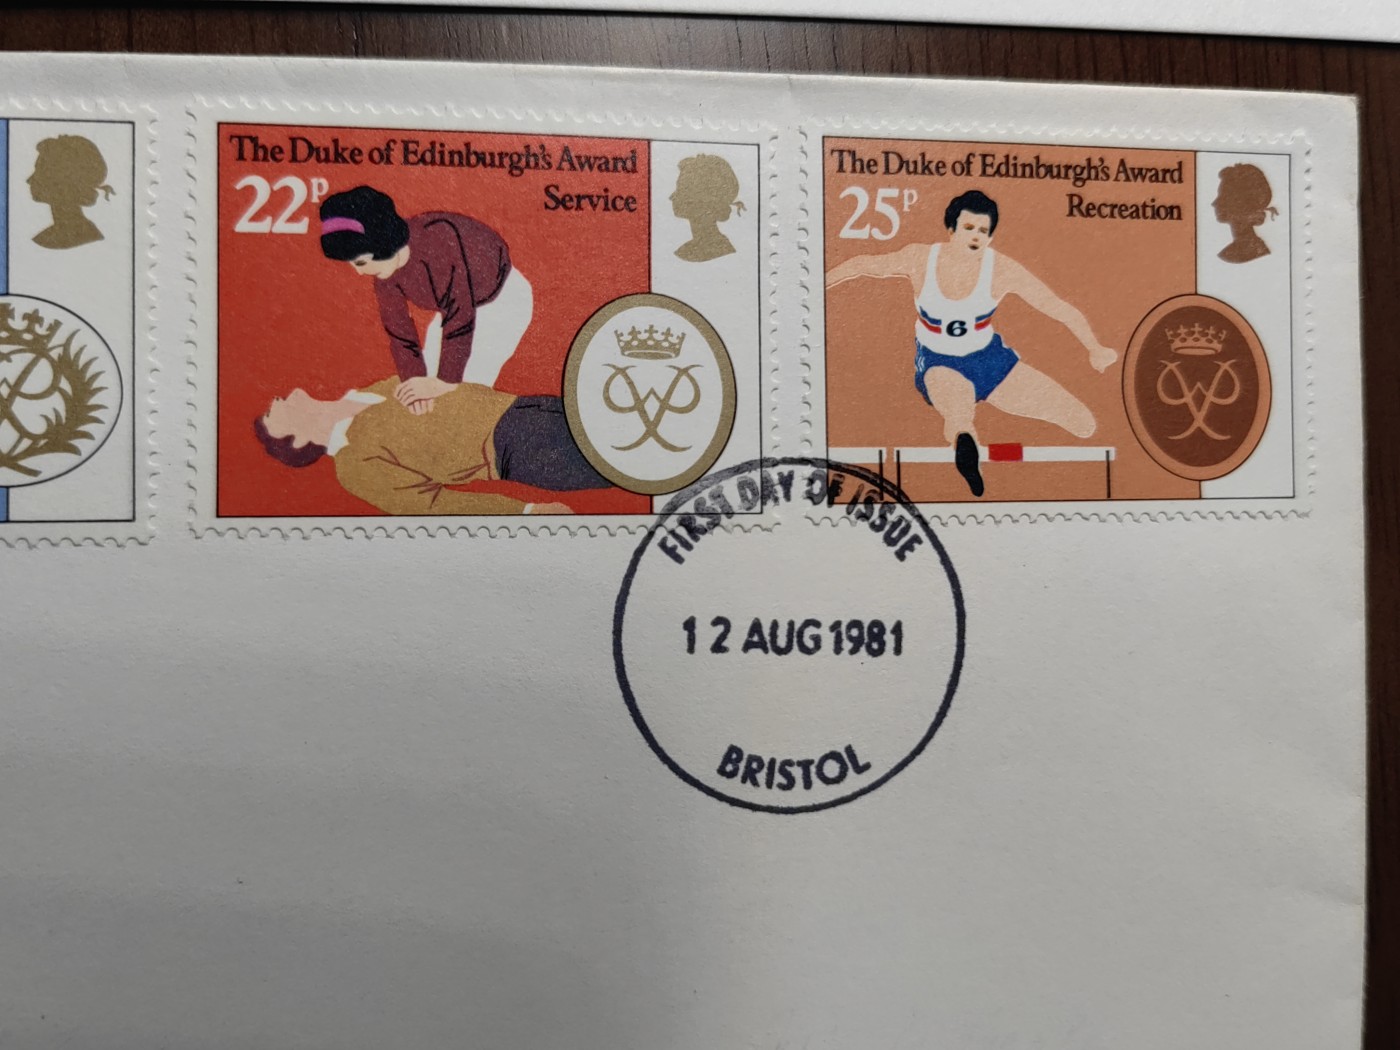 The Duke of Edinburgh's Award
Service
22P
The Duke of Edinburgh's Award
Recreation
25P
6
FIRST DAY OF ISSUE
12 AUG 1981
BRISTOL